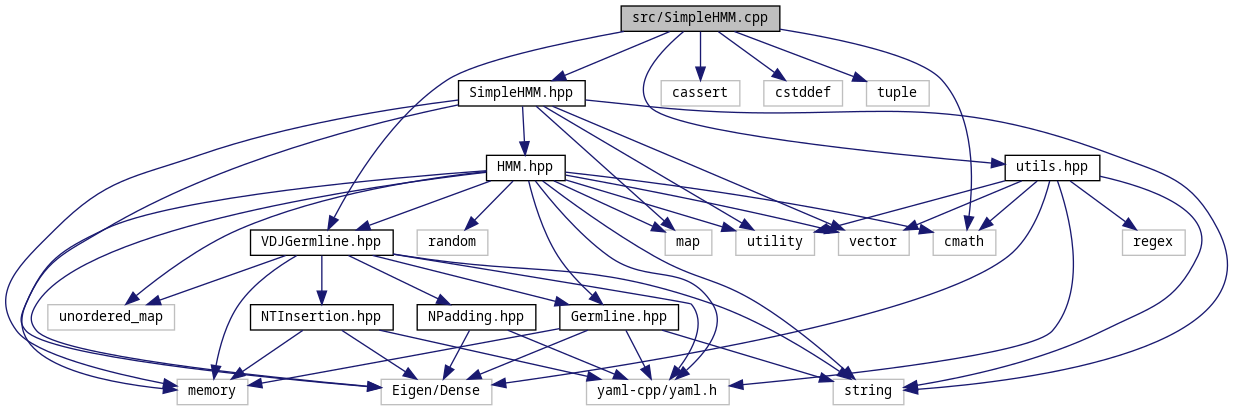 src/SimpleHMM.cpp
SimpleHMM.hpp
cassert
cstddef
tuple
HMM.hpp
utils.hpp
VDJGermline.hpp
random
map
utility
vector
cmath
regex
unordered_map
NTInsertion.hpp
NPadding.hpp
Germline.hpp
memory
Eigen/Dense
yaml-cpp/yaml.h
string